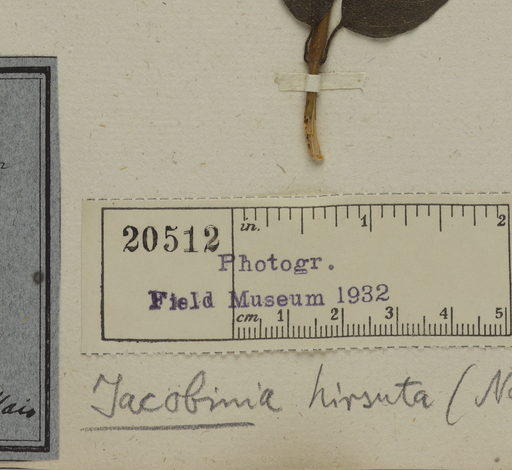 20512
in. 1 2
Photogr.
Field Museum 1932
cm 1 2 3 4 5
Jacobinia hirsuta (